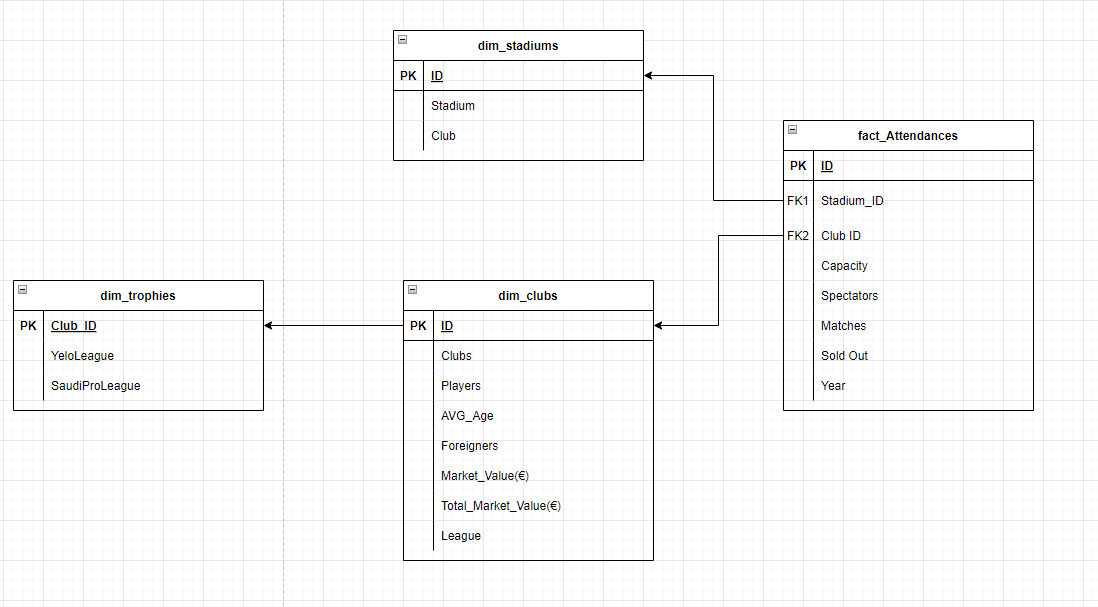 dim_stadiums
PK ID
Stadium
Club
fact_Attendances
PK ID
FK1 Stadium_ID
FK2 Club ID
Capacity
Spectators
Matches
Sold Out
Year
dim_trophies
PK Club_ID
YeloLeague
SaudiProLeague
dim_clubs
PK ID
Clubs
Players
AVG_Age
Foreigners
Market_Value(€)
Total_Market_Value(€)
League